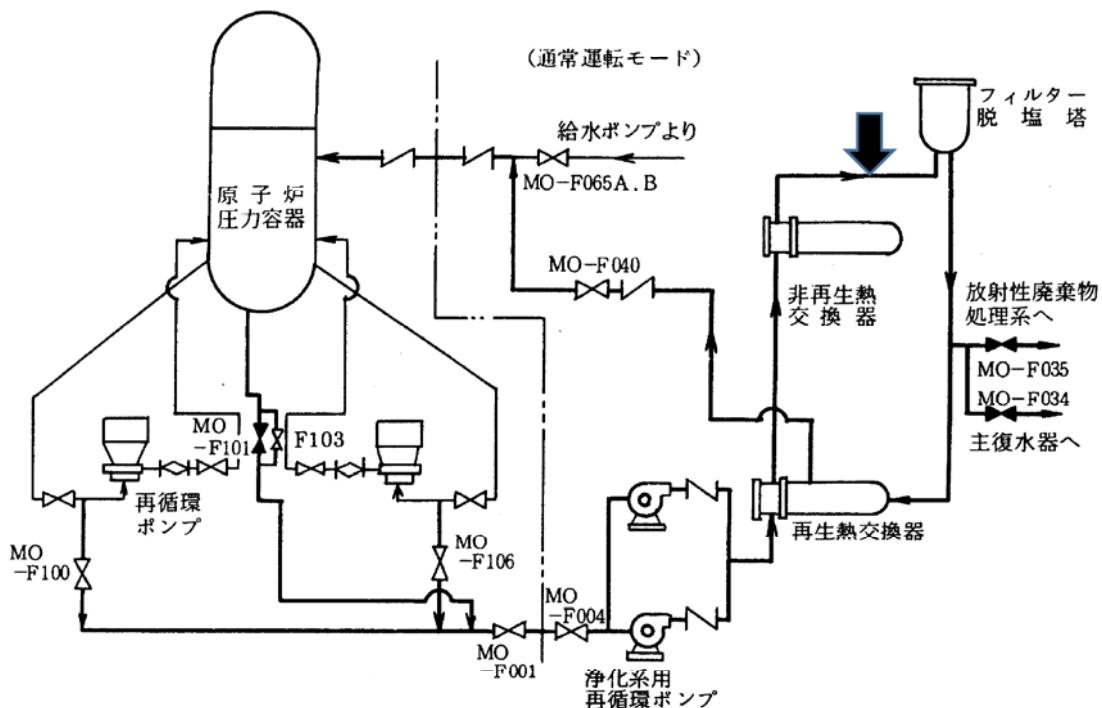 (通常運転モード)
フィルター
脱塩塔
給水ポンプより
MO-F065A.B
原子炉
圧力容器
MO-F040
非再生熱
交換器
放射性廃棄物
処理系へ
MO-F035
MO-F034
主復水器へ
MO
-F101
F103
再循環
ポンプ
再生熱交換器
MO
-F100
MO
-F106
MO
-F004
MO
-F001
浄化系用
再循環ポンプ